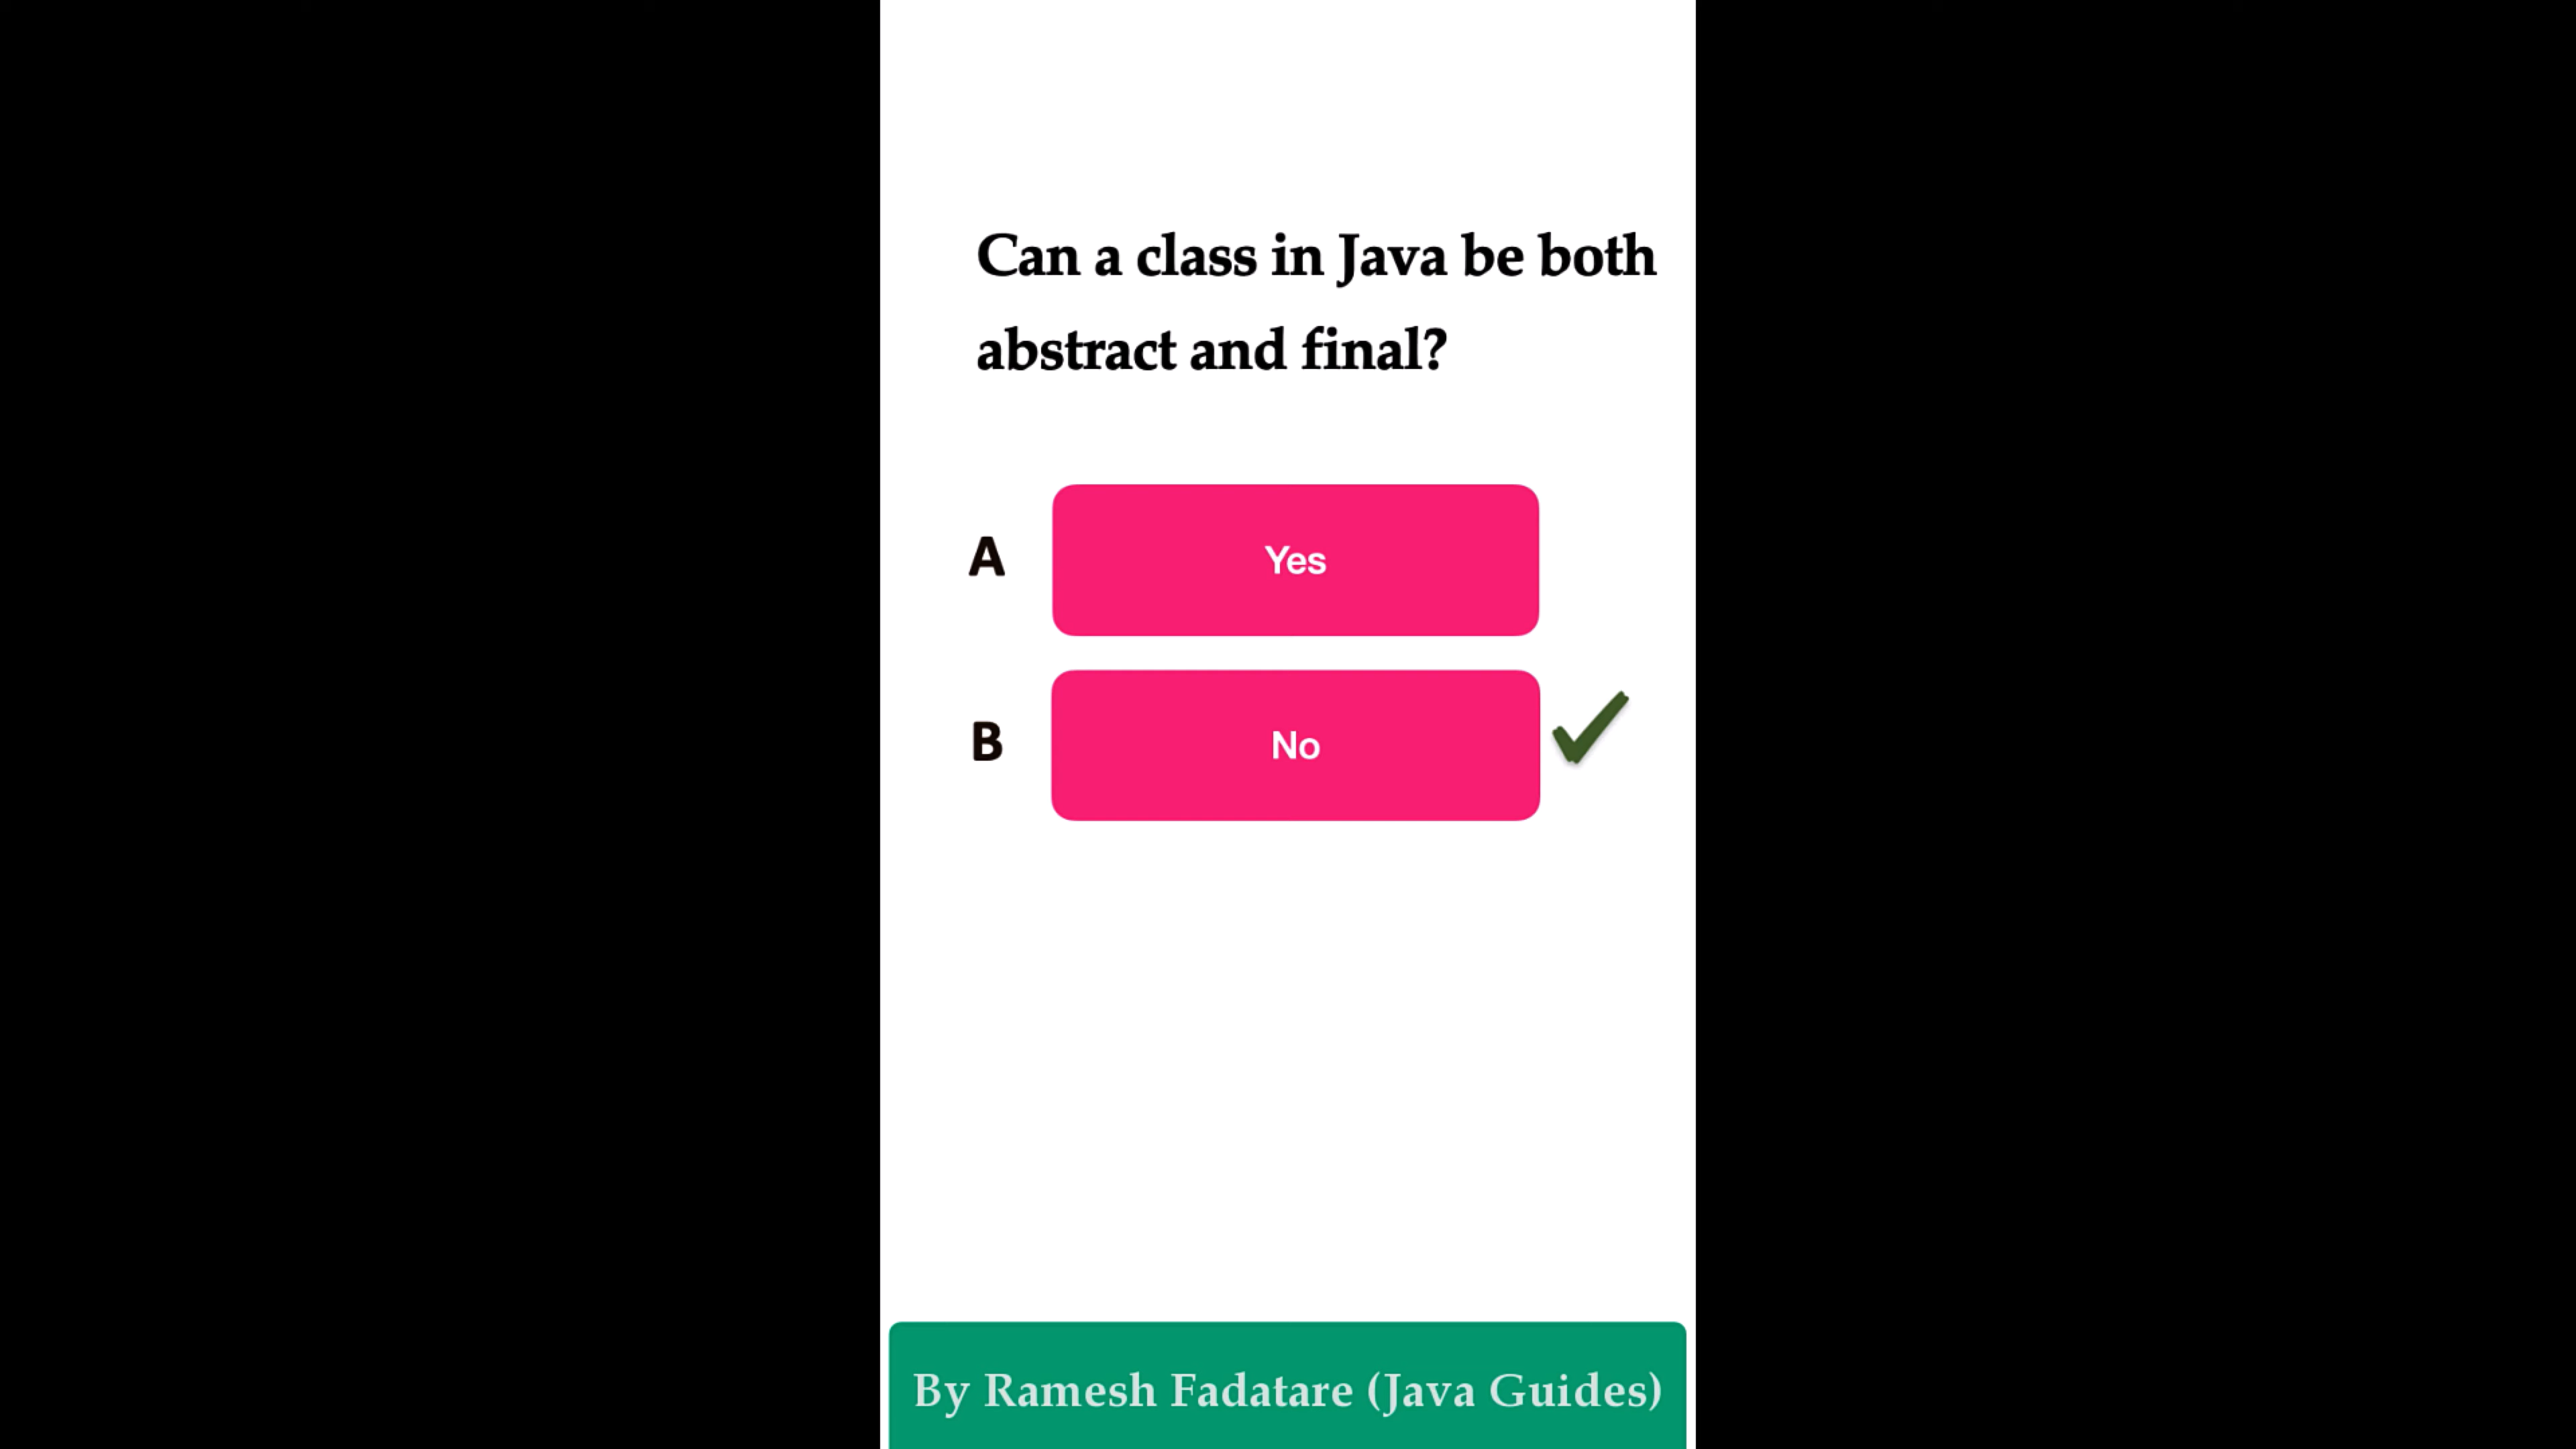 Can a class in Java be both
abstract and final?
A
Yes
B
No
By Ramesh Fadatare (Java Guides)